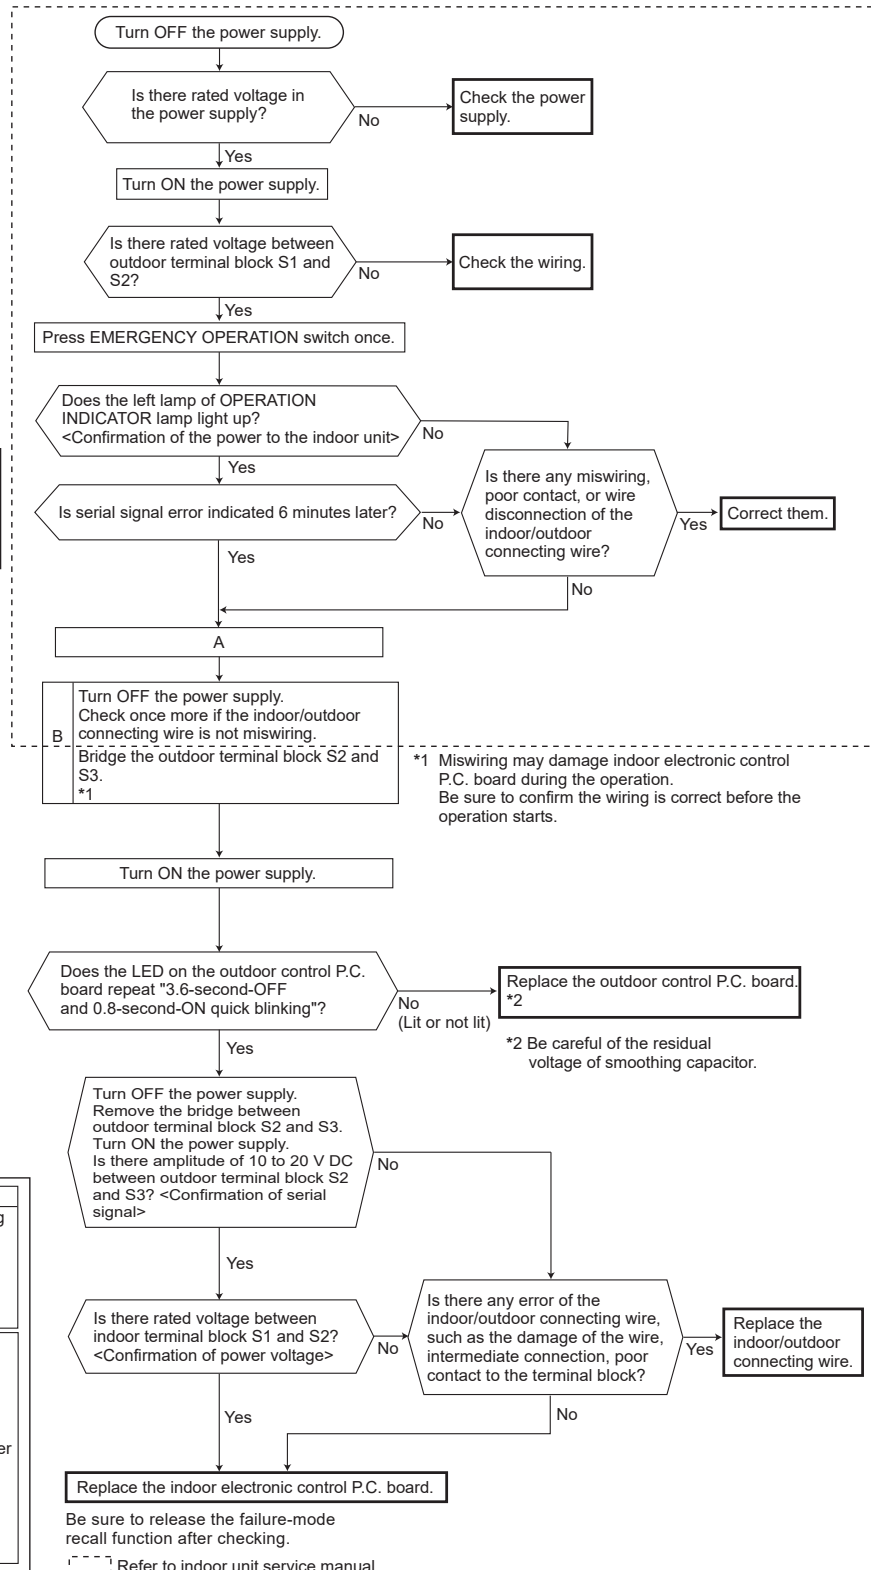 Turn OFF the power supply.
Is there rated voltage in
the power supply?
No
Check the power
supply.
Yes
Turn ON the power supply.
Is there rated voltage between
outdoor terminal block S1 and
S2?
No
Check the wiring.
Yes
Press EMERGENCY OPERATION switch once.
Does the left lamp of OPERATION
INDICATOR lamp light up?
<Confirmation of the power to the indoor unit>
No
Yes
Is serial signal error indicated 6 minutes later?
No
Is there any miswiring,
poor contact, or wire
disconnection of the
indoor/outdoor
connecting wire?
Yes
Correct them.
Yes
No
A
B
Turn OFF the power supply.
Check once more if the indoor/outdoor
connecting wire is not miswiring.
Bridge the outdoor terminal block S2 and
S3.
*1
*1 Miswiring may damage indoor electronic control
P.C. board during the operation.
Be sure to confirm the wiring is correct before the
operation starts.
Turn ON the power supply.
Does the LED on the outdoor control P.C.
board repeat "3.6-second-OFF
and 0.8-second-ON quick blinking"?
No
(Lit or not lit)
Replace the outdoor control P.C. board.
*2
*2 Be careful of the residual
voltage of smoothing capacitor.
Yes
Turn OFF the power supply.
Remove the bridge between
outdoor terminal block S2 and S3.
Turn ON the power supply.
Is there amplitude of 10 to 20 V DC
between outdoor terminal block S2
and S3? <Confirmation of serial
signal>
No
Yes
Is there rated voltage between
indoor terminal block S1 and S2?
<Confirmation of power voltage>
No
Is there any error of the
indoor/outdoor connecting wire,
such as the damage of the wire,
intermediate connection, poor
contact to the terminal block?
Yes
Replace the
indoor/outdoor
connecting wire.
Yes
No
g
er
Replace the indoor electronic control P.C. board.
Be sure to release the failure-mode
recall function after checking.
Refer to indoor unit service manual